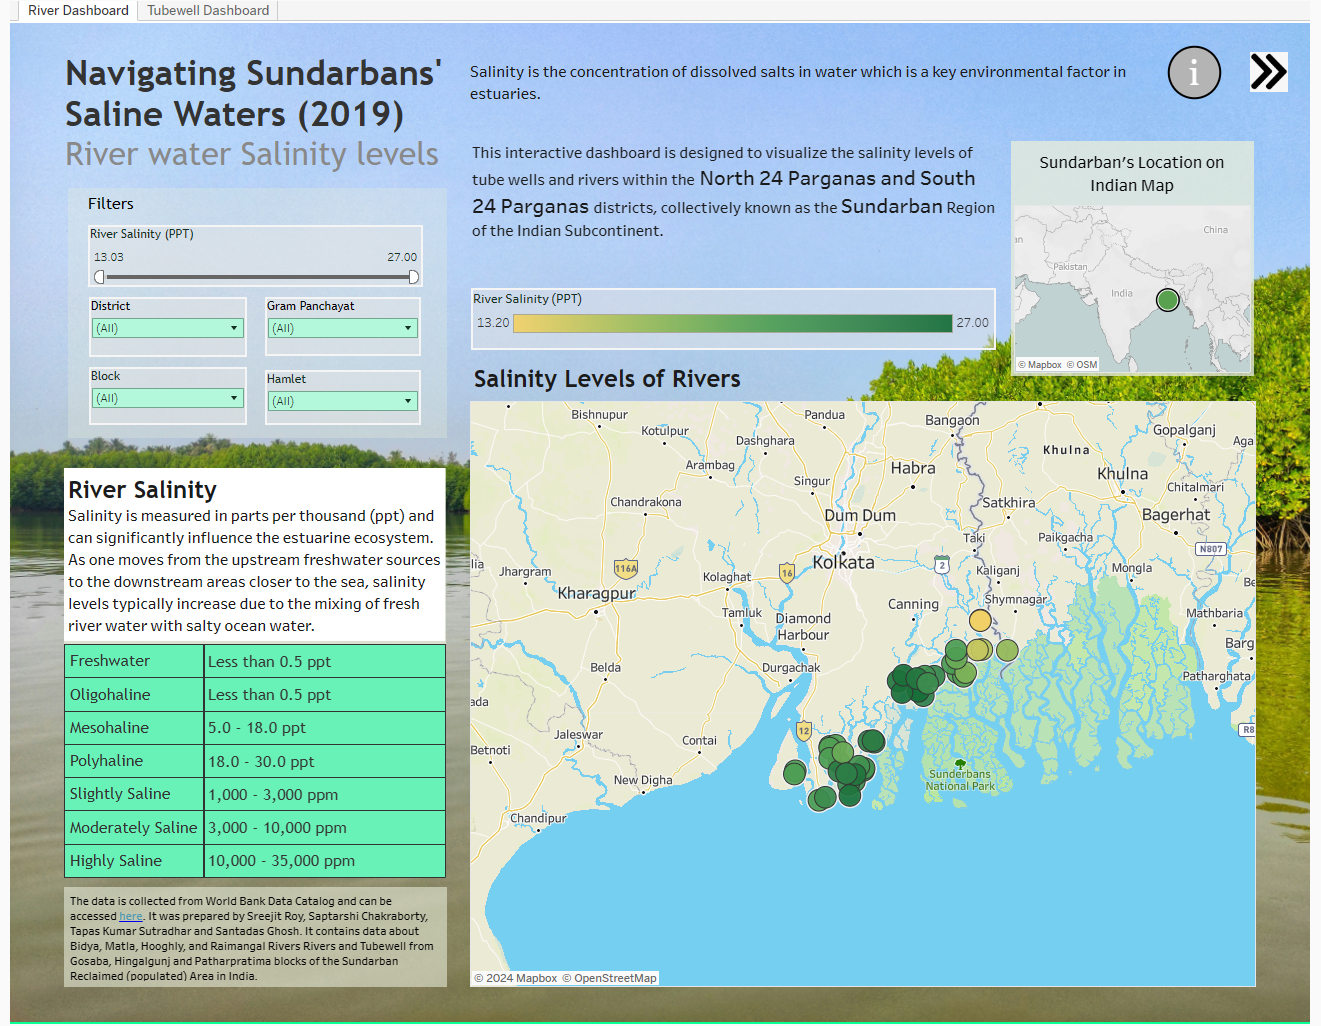 River Dashboard
Tubewell Dashboard
Navigating Sundarbans'
Saline Waters (2019)
River water Salinity levels
Salinity is the concentration of dissolved salts in water which is a key environmental factor in
estuaries.
i
This interactive dashboard is designed to visualize the salinity levels of
tube wells and rivers within the North 24 Parganas and South
24 Parganas districts, collectively known as the Sundarban Region
of the Indian Subcontinent.
Sundarban's Location on
Indian Map
China
an
Pakistan
India
© Mapbox © OSM
Filters
River Salinity (PPT)
13.03
27.00
District
(All)
Gram Panchayat
(All)
Block
(All)
Hamlet
(All)
River Salinity (PPT)
13.20
27.00
Salinity Levels of Rivers
River Salinity
Salinity is measured in parts per thousand (ppt) and
can significantly influence the estuarine ecosystem.
As one moves from the upstream freshwater sources
to the downstream areas closer to the sea, salinity
levels typically increase due to the mixing of fresh
river water with salty ocean water.
Freshwater Less than 0.5 ppt
Oligohaline Less than 0.5 ppt
Mesohaline 5.0 - 18.0 ppt
Polyhaline 18.0 - 30.0 ppt
Slightly Saline 1,000 - 3,000 ppm
Moderately Saline 3,000 - 10,000 ppm
Highly Saline 10,000 - 35,000 ppm
The data is collected from World Bank Data Catalog and can be
accessed here. It was prepared by Sreejit Roy, Saptarshi Chakraborty,
Tapas Kumar Sutradhar and Santadas Ghosh. It contains data about
Bidya, Matla, Hooghly, and Raimangal Rivers Rivers and Tubewell from
Gosaba, Hingalgunj and Patharpratima blocks of the Sundarban
Reclaimed (populated) Area in India.
Bishnupur
Pandua
Bangaon
Gopalganj
Kotulpur
Dashghara
Aga
Khulna
Arambag
Habra
Khulna
Singur
Chitalmari
Chandrakona
Satkhira
Dum Dum
Bagerhat
Taki
Paikgacha
N807
Kolkata
lia
Jhargram
116A
Kolaghat
16
2
Kaliganj
Mongla
Be
Kharagpur
Canning
Shymnagar
Tamluk
Diamond
Harbour
Mathbaria
Barg
Belda
Durgachak
Patharghata
ada
12
R8
Jaleswar
Contai
Betnoti
New Digha
Sunderbans
National Park
Chandipur
© 2024 Mapbox © OpenStreetMap